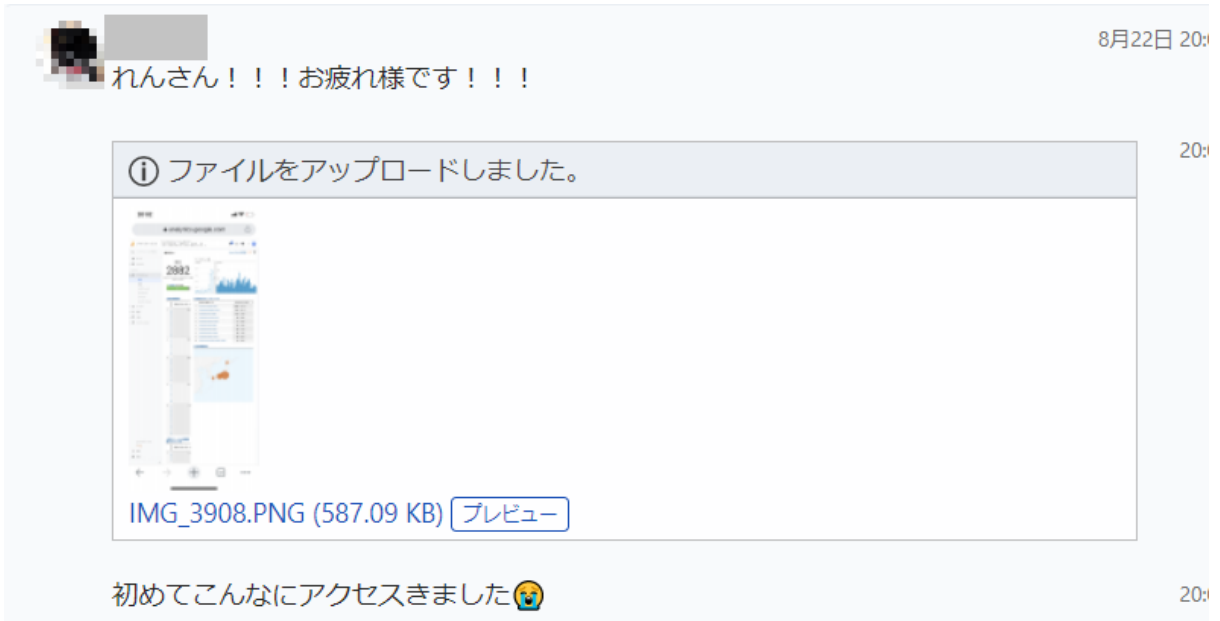 8月22日 20:
れんさん！！！お疲れ様です！！！
ファイルをアップロードしました。
20:
2882
IMG_3908.PNG (587.09 KB) プレビュー
初めてこんなにアクセスきました😭
20: